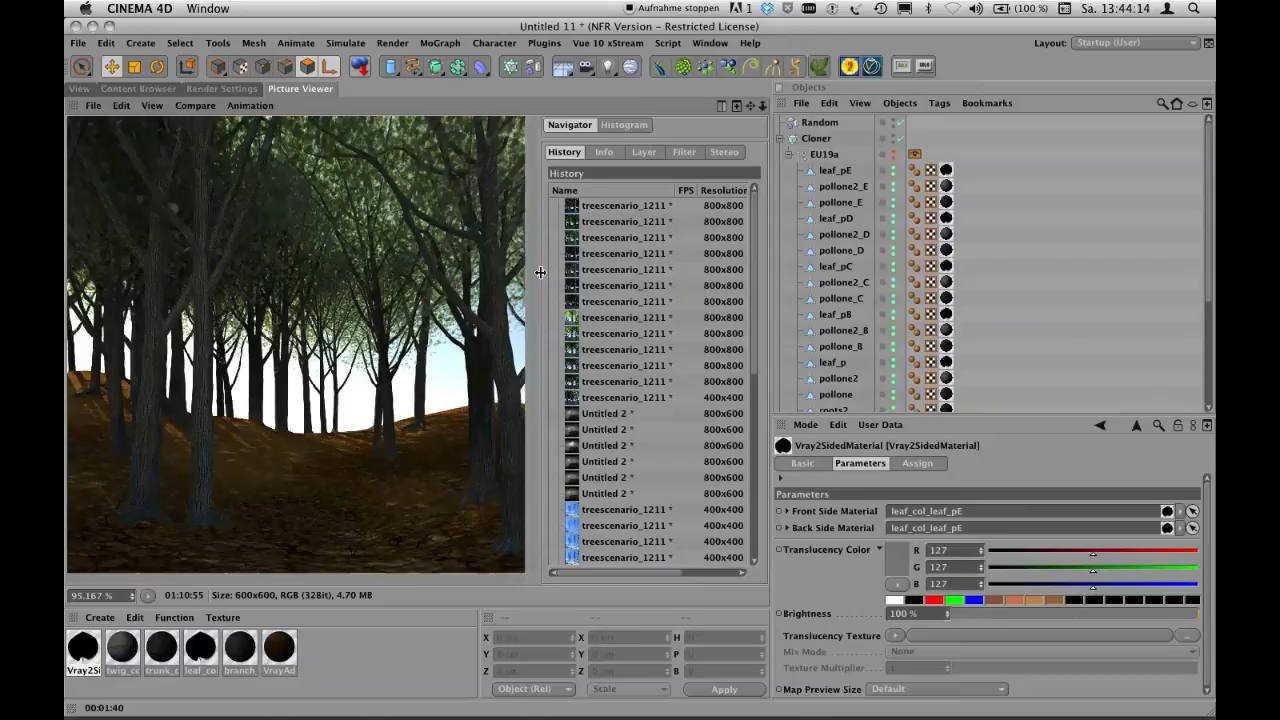 CINEMA 4D Window Aufnahme stoppen 1 (100 %) Sa. 13:44:14
Untitled 11 * (NFR Version - Restricted License)
File Edit Create Select Tools Mesh Animate Simulate Render MoGraph Character Plugins Vue 10 xStream Script Window Help Layout: Startup (User)
View Content Browser Render Settings Picture Viewer
Objects
File Edit View Compare Animation
File Edit View Objects Tags Bookmarks
Navigator Histogram
Random
Cloner
History Info Layer Filter Stereo
EU19a
History
leaf_pE
Name FPS Resolution
pollone2_E
treescenario_1211 * 800x800
pollone_E
treescenario_1211 * 800x800
leaf_pD
treescenario_1211 * 800x800
pollone2_D
treescenario_1211 * 800x800
pollone_D
treescenario_1211 * 800x800
leaf_pC
treescenario_1211 * 800x800
pollone2_C
treescenario_1211 * 800x800
pollone_C
treescenario_1211 * 800x800
leaf_pB
treescenario_1211 * 800x800
pollone2_B
treescenario_1211 * 800x800
pollone_B
treescenario_1211 * 800x800
leaf_p
treescenario_1211 * 800x800
pollone2
treescenario_1211 * 400x400
pollone
Untitled 2 * 800x600
roots2
Untitled 2 * 800x600
Mode Edit User Data
Untitled 2 * 800x600
Vray2SidedMaterial [Vray2SidedMaterial]
Untitled 2 * 800x600
Basic Parameters Assign
Untitled 2 * 800x600
Untitled 2 * 800x600
Parameters
treescenario_1211 * 400x400
Front Side Material leaf_col_leaf_pE
treescenario_1211 * 400x400
Back Side Material leaf_col_leaf_pE
treescenario_1211 * 400x400
Translucency Color R 127
treescenario_1211 * 400x400
G 127
B 127
95.167 % 01:10:55 Size: 600x600, RGB (32Bit), 4.70 MB
Brightness 100 %
Create Edit Function Texture
Translucency Texture ...
Mix Mode None
Texture Multiplier 1
Map Preview Size Default
X X H
Y Y P
Z Z B
Vray2Si twig_co trunk_c leaf_co branch_ VrayAd
Object (Rel) Scale Apply
00:01:40